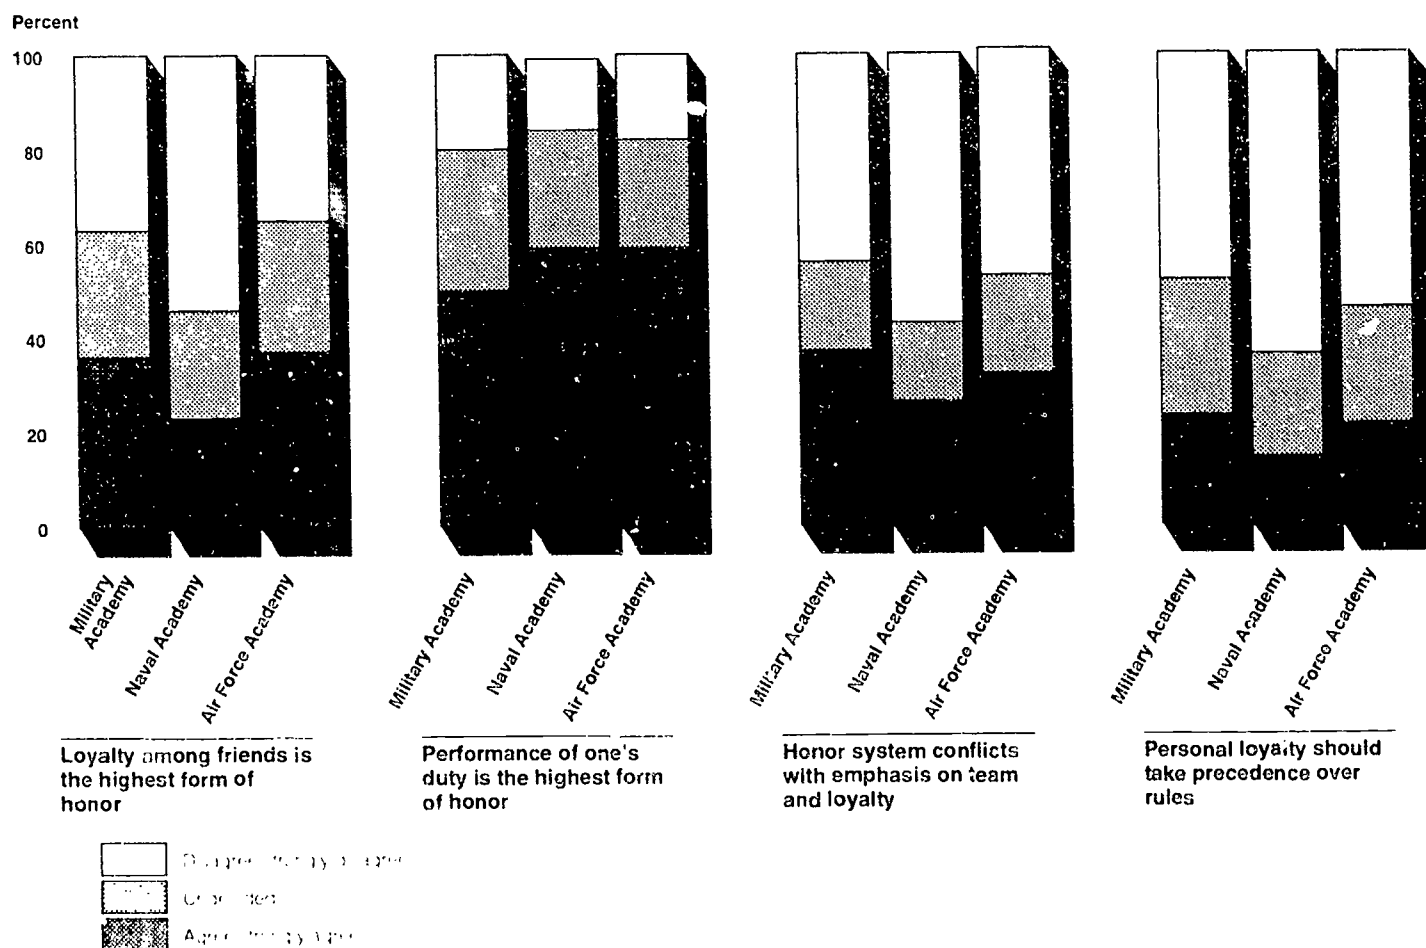 Percent
100
80
60
40
20
0
Military
Academy
Naval Academy
Air Force Academy
Military Academy
Naval Academy
Air Force Academy
Military Academy
Naval Academy
Air Force Academy
Military Academy
Naval Academy
Air Force Academy
Loyalty among friends is
the highest form of
honor
Performance of one's
duty is the highest form
of honor
Honor system conflicts
with emphasis on team
and loyalty
Personal loyalty should
take precedence over
rules